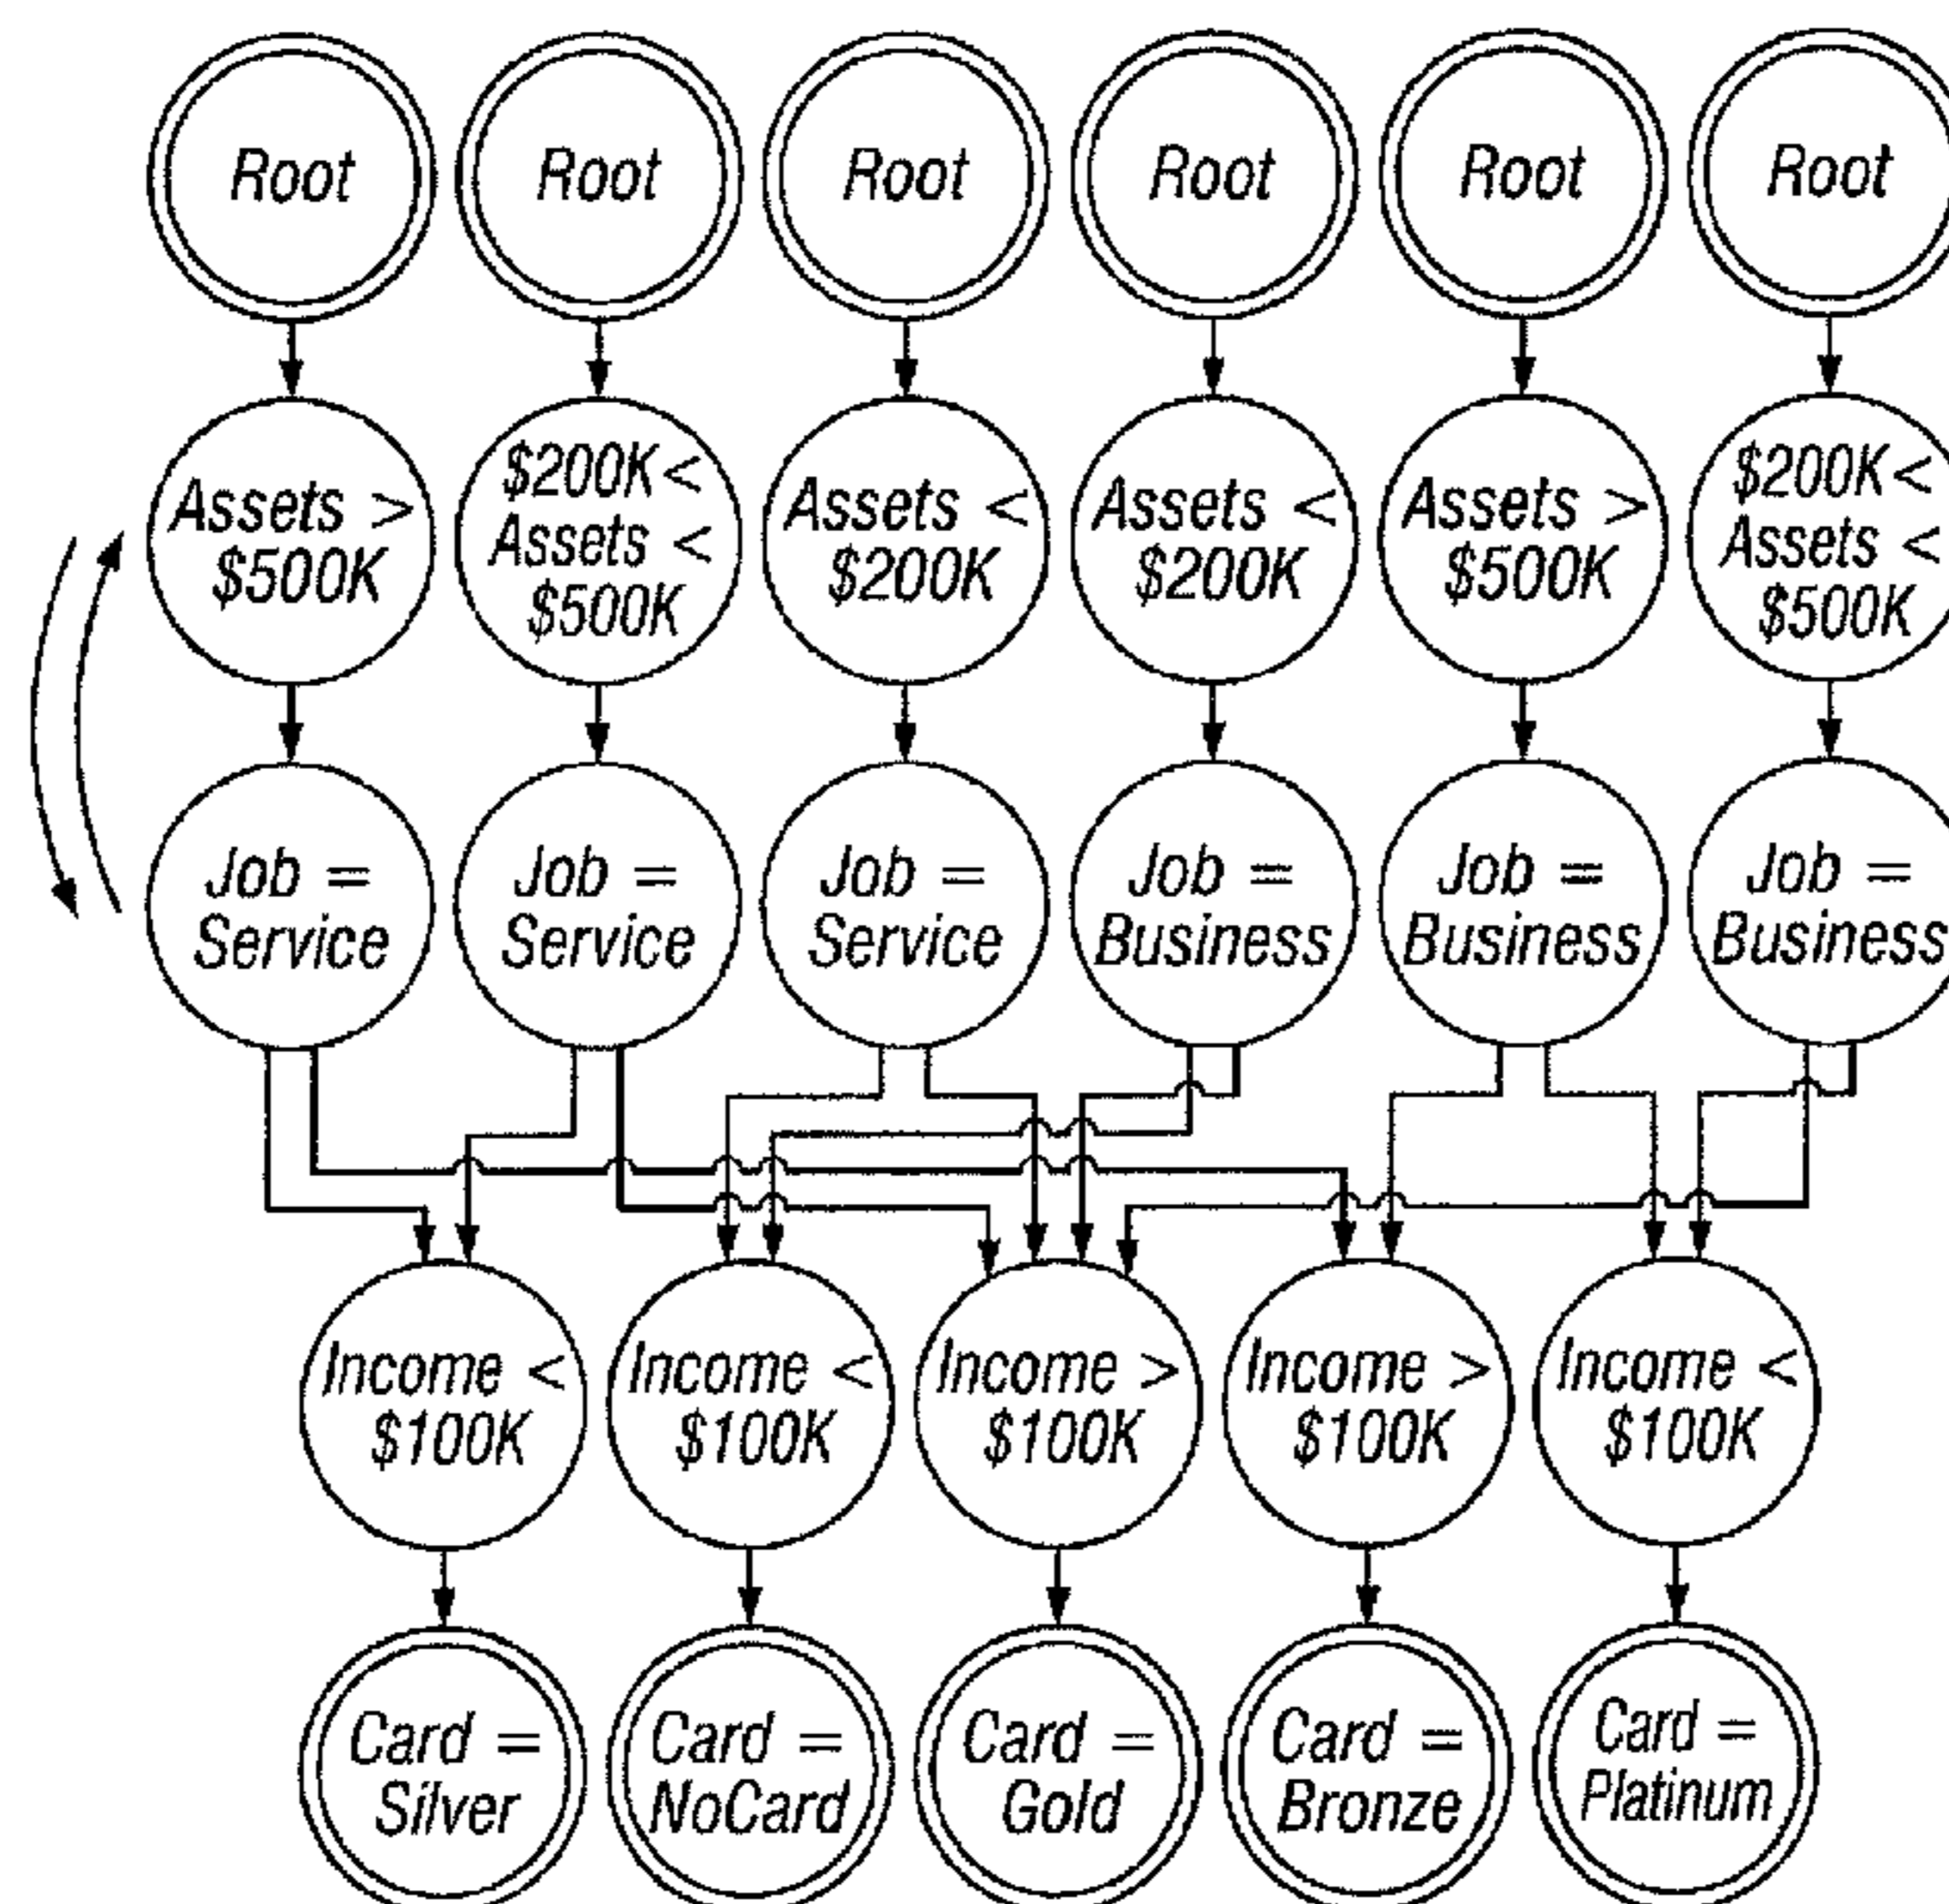 Root
Root
Root
Root
Root
Root
Assets >
$500K
$200K <
Assets <
$500K
Assets <
$200K
Assets <
$200K
Assets >
$500K
$200K <
Assets <
$500K
Job =
Service
Job =
Service
Job =
Service
Job =
Business
Job =
Business
Job =
Business
Income <
$100K
Income <
$100K
Income >
$100K
Income >
$100K
Income <
$100K
Card =
Silver
Card =
NoCard
Card =
Gold
Card =
Bronze
Card =
Platinum